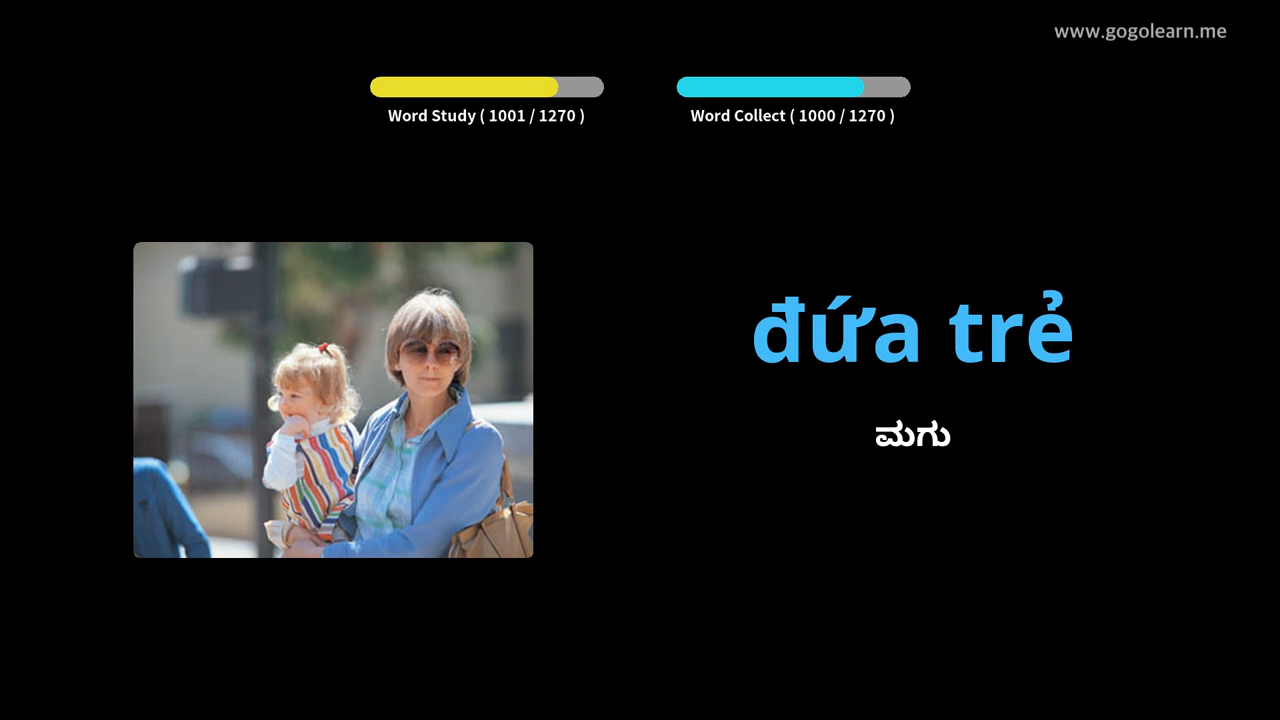 www.gogolearn.me
Word Study ( 1001 / 1270 )
Word Collect ( 1000 / 1270 )
đứa trẻ
ಮಗು